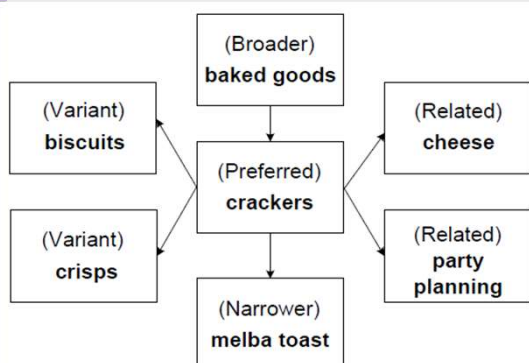 (Broader)
baked goods
(Variant)
biscuits
(Related)
cheese
(Preferred)
crackers
(Variant)
crisps
(Related)
party
planning
(Narrower)
melba toast